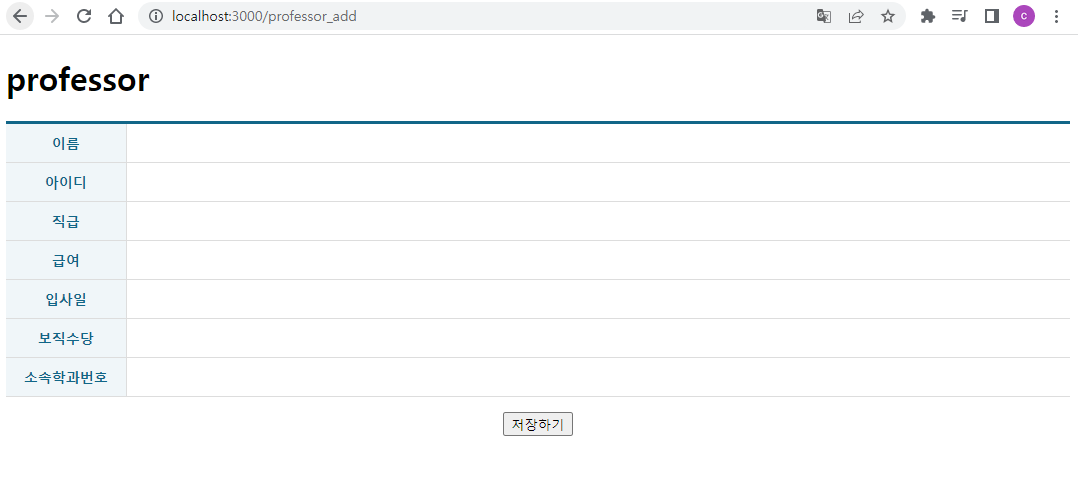 localhost:3000/professor_add
C
professor
이름
아이디
직급
급여
입사일
보직수당
소속학과번호
저장하기